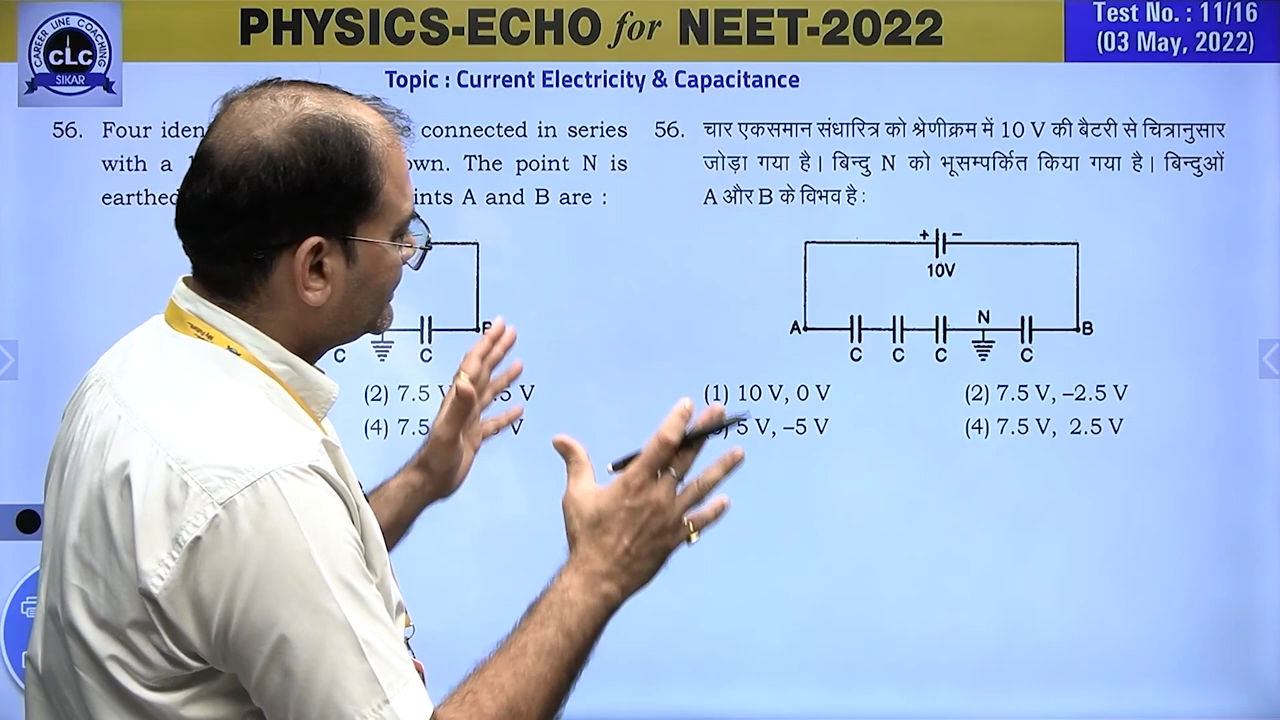 CAREER LINE COACHING
CLC
SIKAR
PHYSICS-ECHO for NEET-2022
Test No. : 11/16
(03 May, 2022)
Topic : Current Electricity & Capacitance
56. Four connected in series
with a The point N is
earthed A and B are :
B
C C
(2) 7.5 V
(4) 7.5 V
56. चार एकसमान संधारित्र को श्रेणीक्रम में 10 V की बैटरी से चित्रानुसार
जोड़ा गया है। बिन्दु N को भूसम्पर्कित किया गया है। बिन्दुओं
A और B के विभव है :
+ −
10V
A N B
C C C C
(1) 10 V, 0 V (2) 7.5 V, –2.5 V
5 V, –5 V (4) 7.5 V, 2.5 V